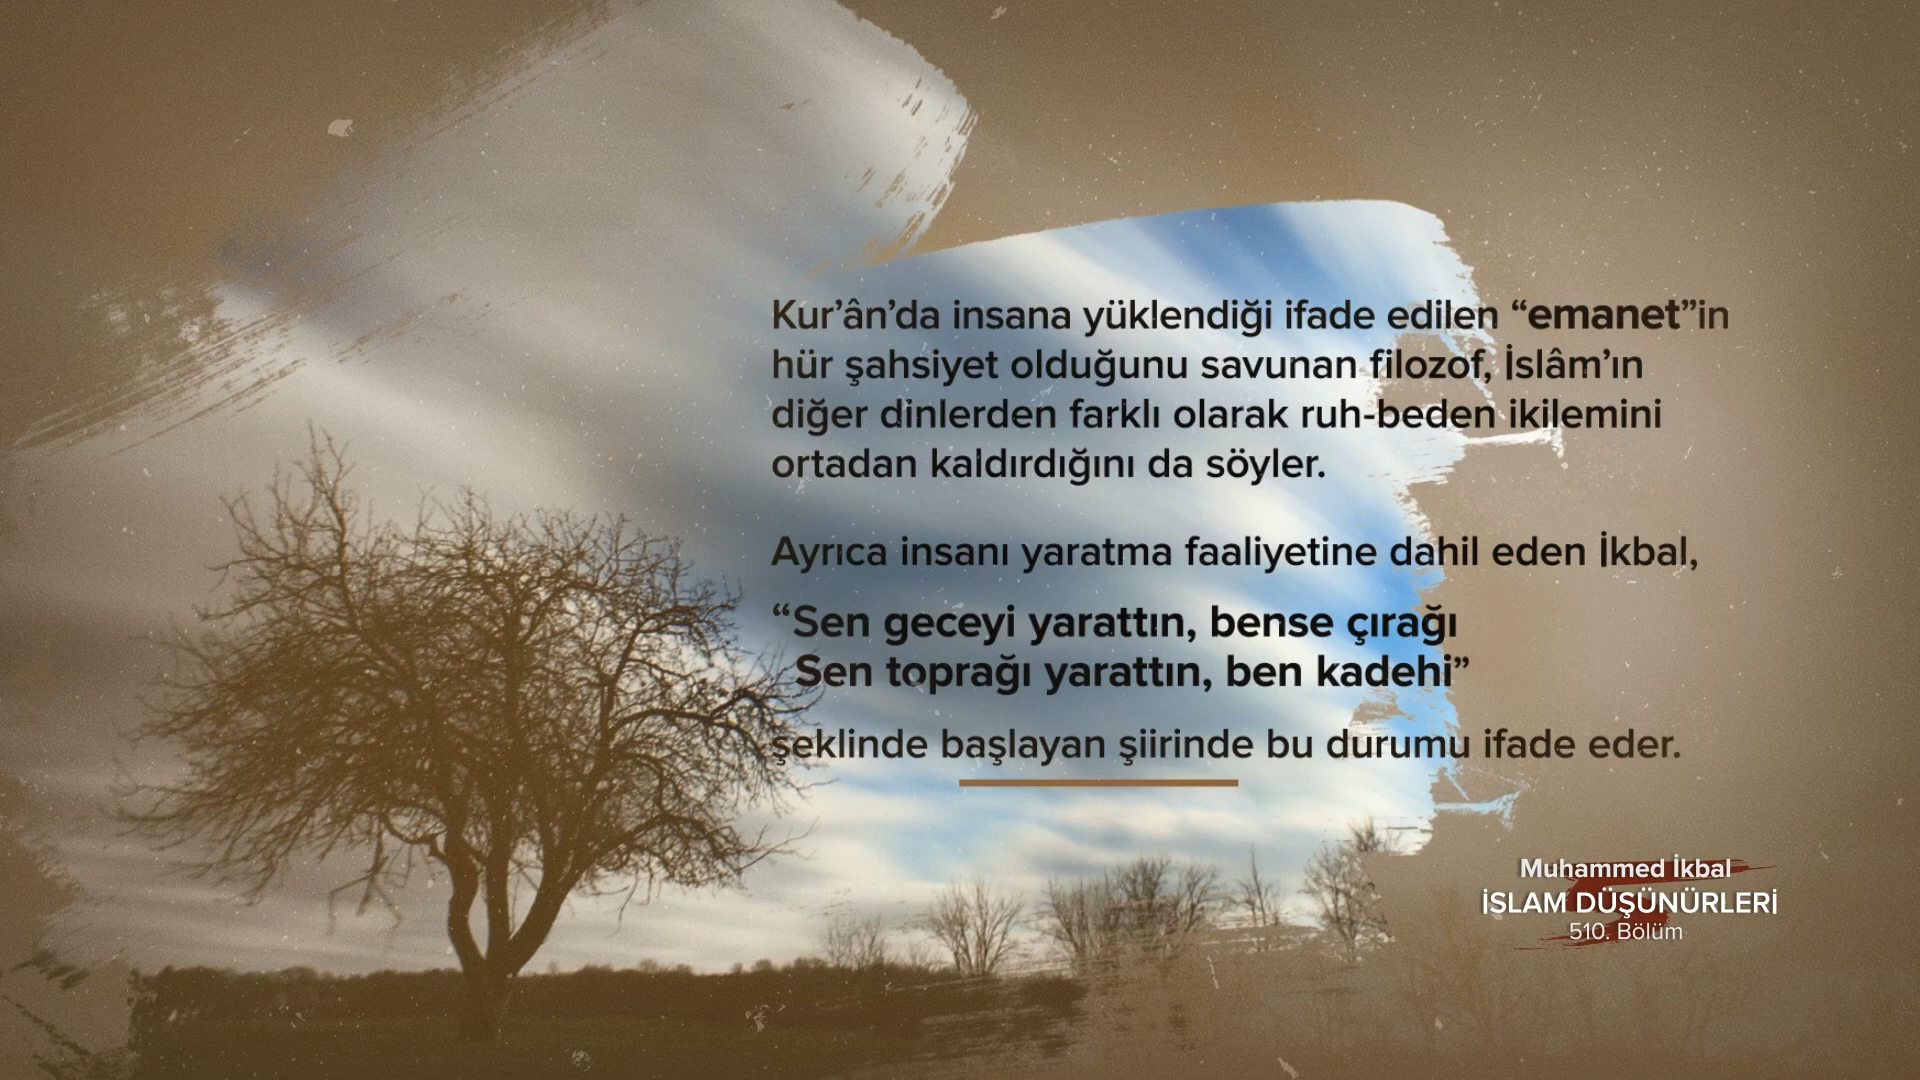 Kur’ân’da insana yüklendiği ifade edilen “emanet”in
hür şahsiyet olduğunu savunan filozof, İslâm’ın
diğer dinlerden farklı olarak ruh-beden ikilemini
ortadan kaldırdığını da söyler.
Ayrıca insanı yaratma faaliyetine dahil eden İkbal,
“Sen geceyi yarattın, bense çırağı
Sen toprağı yarattın, ben kadehi”
şeklinde başlayan şiirinde bu durumu ifade eder.
Muhammed İkbal
İSLAM DÜŞÜNÜRLERİ
510. Bölüm